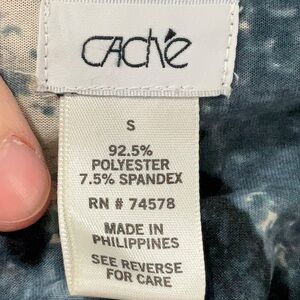 CAChé
S
92.5%
POLYESTER
7.5% SPANDEX
RN # 74578
MADE IN
PHILIPPINES
SEE REVERSE
FOR CARE